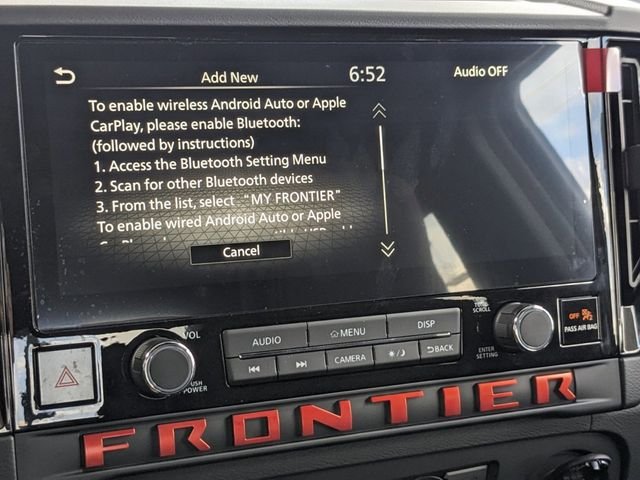 Add New 6:52 Audio OFF
To enable wireless Android Auto or Apple
CarPlay, please enable Bluetooth:
(followed by instructions)
1. Access the Bluetooth Setting Menu
2. Scan for other Bluetooth devices
3. From the list, select "MY FRONTIER"
To enable wired Android Auto or Apple
Cancel
VOL
PUSH
POWER
AUDIO MENU DISP
CAMERA BACK
SCROLL
ENTER
SETTING
OFF
PASS AIR BAG
FRONTIER